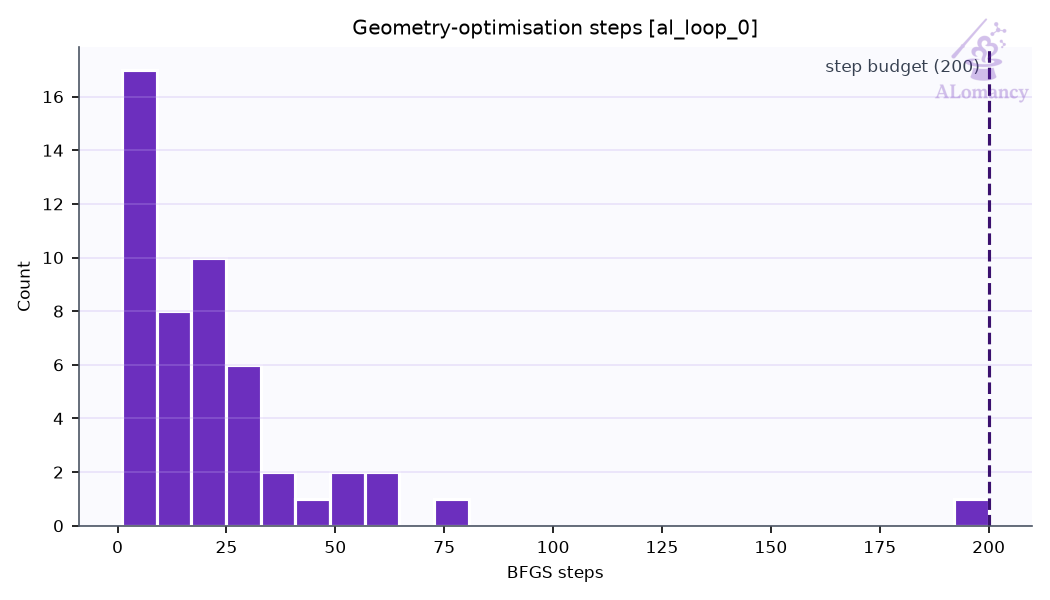 Geometry-optimisation steps [al_loop_0]
step budget (200)
ALomancy
Count
16
14
12
10
8
6
4
2
0
0 25 50 75 100 125 150 175 200
BFGS steps